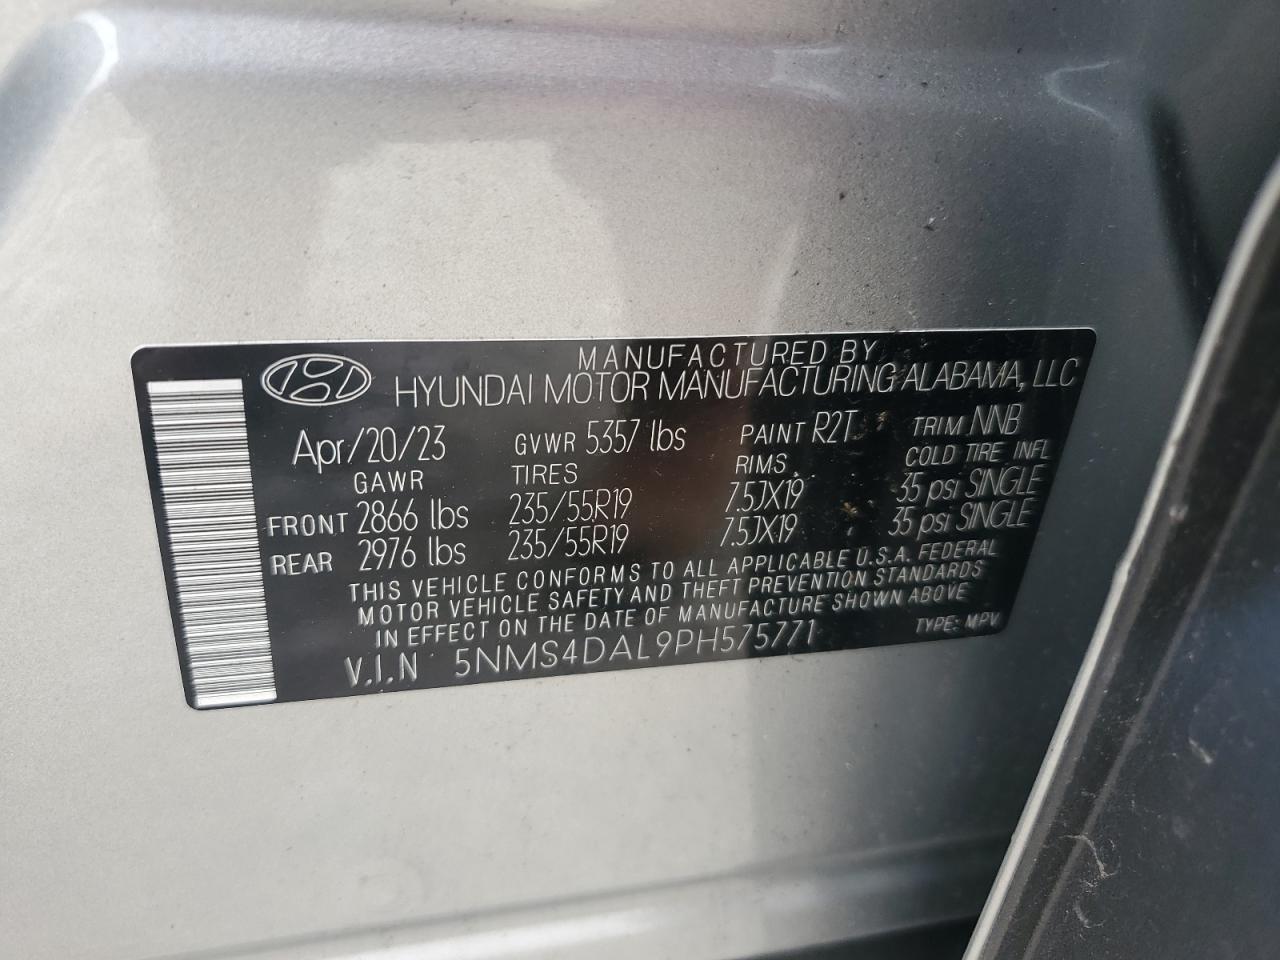 MANUFACTURED BY
HYUNDAI MOTOR MANUFACTURING ALABAMA, LLC
Apr/20/23 GVWR 5357 lbs PAINT R2T TRIM NNB
GAWR TIRES RIMS COLD TIRE INFL
FRONT 2866 lbs 235/55R19 7.5JX19 35 psi SINGLE
REAR 2976 lbs 235/55R19 7.5JX19 35 psi SINGLE
THIS VEHICLE CONFORMS TO ALL APPLICABLE U.S.A. FEDERAL
MOTOR VEHICLE SAFETY AND THEFT PREVENTION STANDARDS
IN EFFECT ON THE DATE OF MANUFACTURE SHOWN ABOVE
V.I.N 5NMS4DAL9PH575771 TYPE: MPV